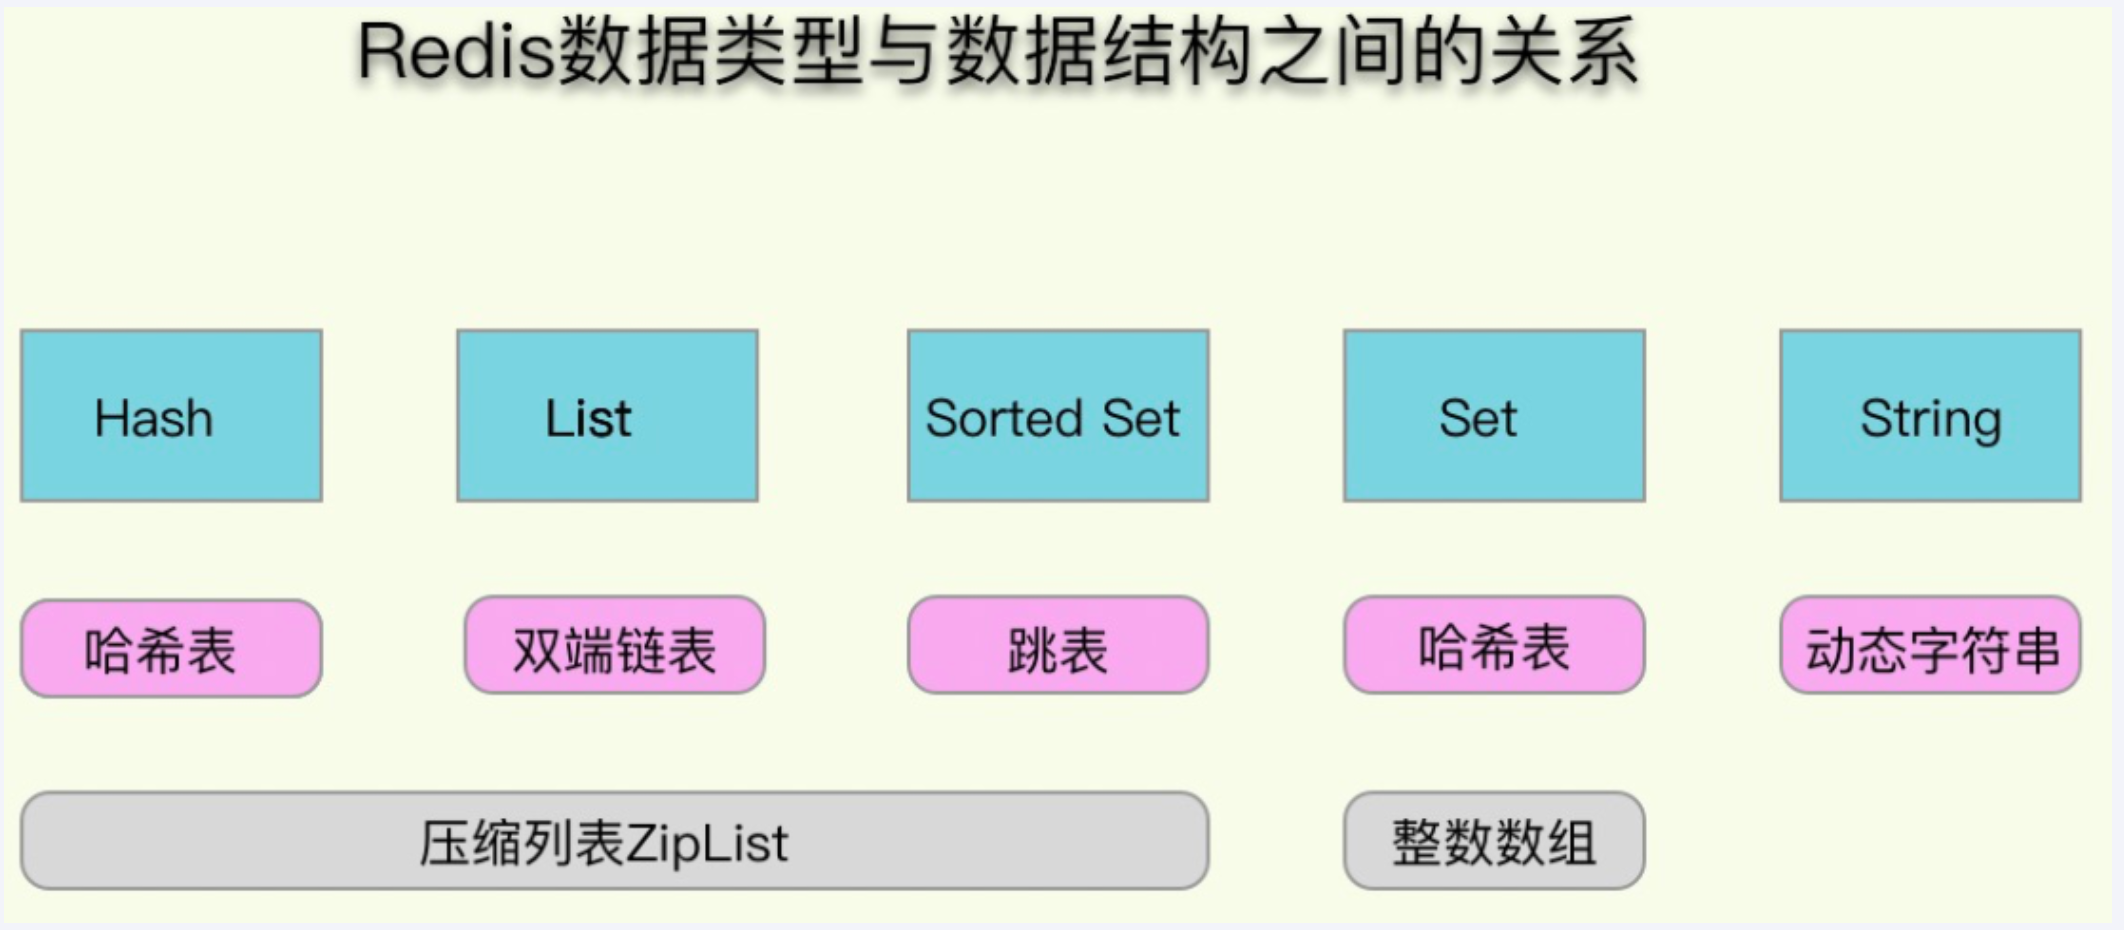 Redis数据类型与数据结构之间的关系
Hash
List
Sorted Set
Set
String
哈希表
双端链表
跳表
哈希表
动态字符串
压缩列表ZipList
整数数组